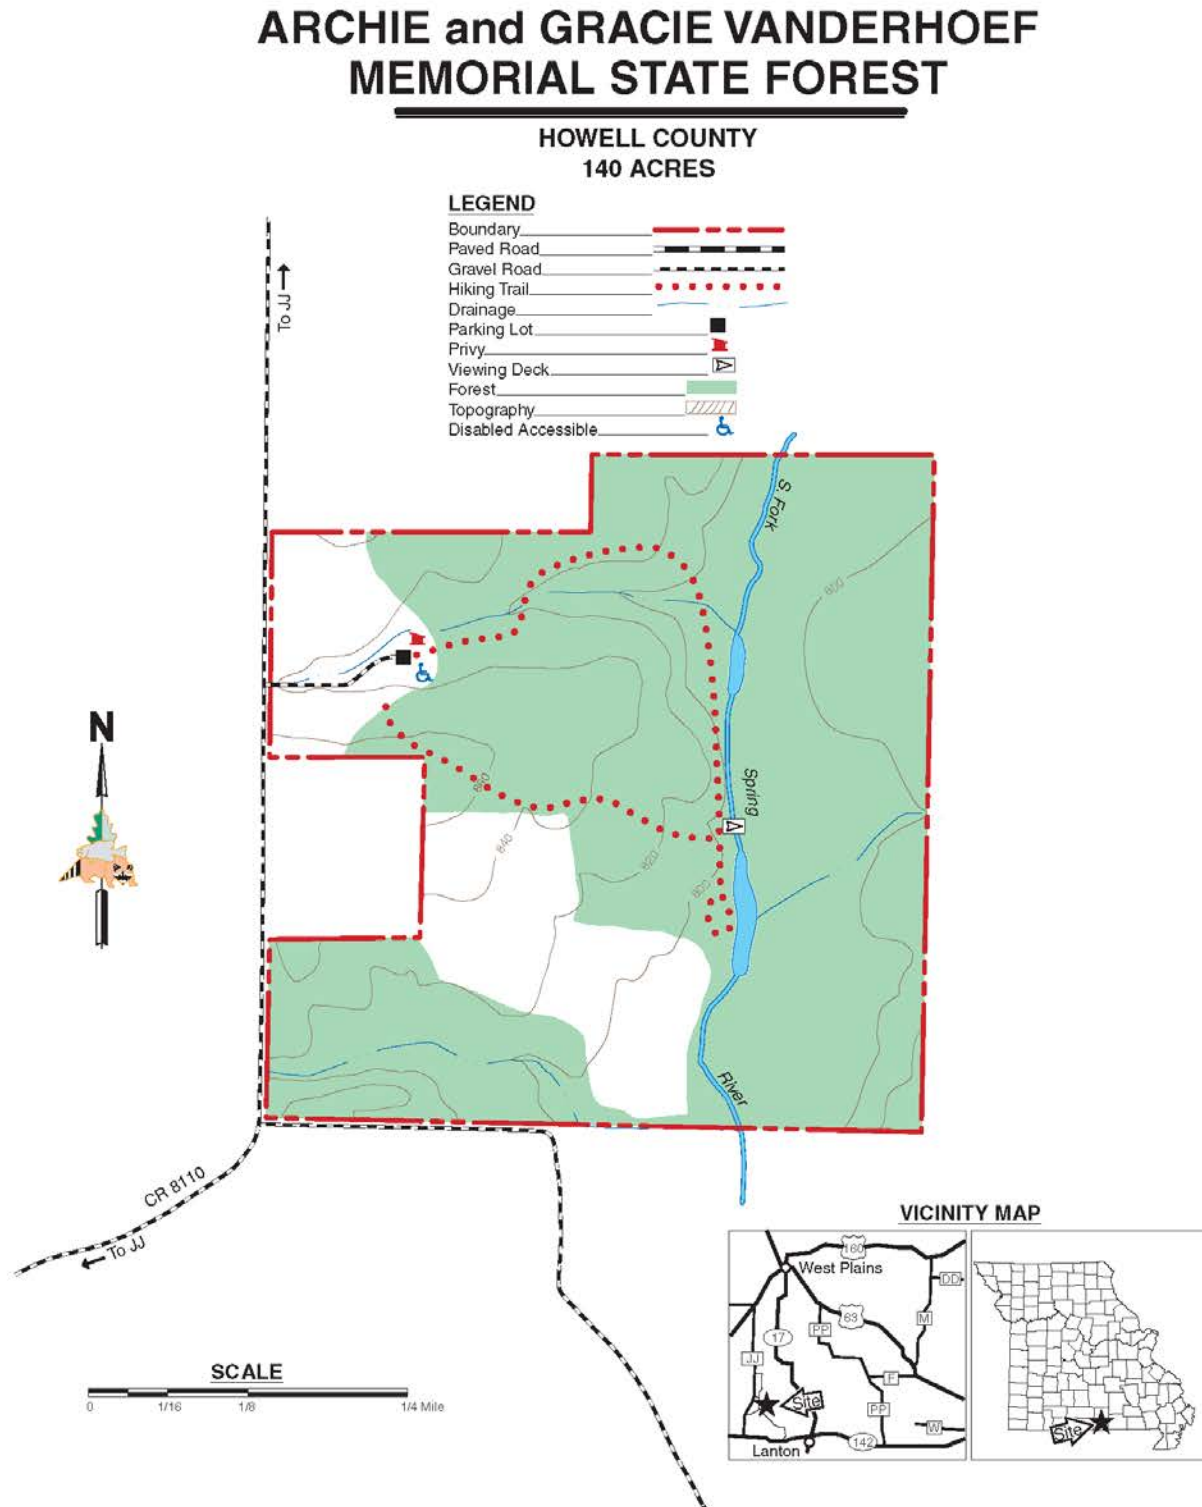 ARCHIE and GRACIE VANDERHOEF
MEMORIAL STATE FOREST
HOWELL COUNTY
140 ACRES
LEGEND
Boundary
Paved Road
Gravel Road
Hiking Trail
Drainage
Parking Lot
Privy
Viewing Deck
Forest
Topography
Disabled Accessible
To JJ
S. Fork
800
N
860
Spring
840
820
800
River
CR 8110
To JJ
VICINITY MAP
160
West Plains
DD
63
M
17
PP
JJ
F
Site
PP
W
142
Lanton
Site
SCALE
0 1/16 1/8 1/4 Mile